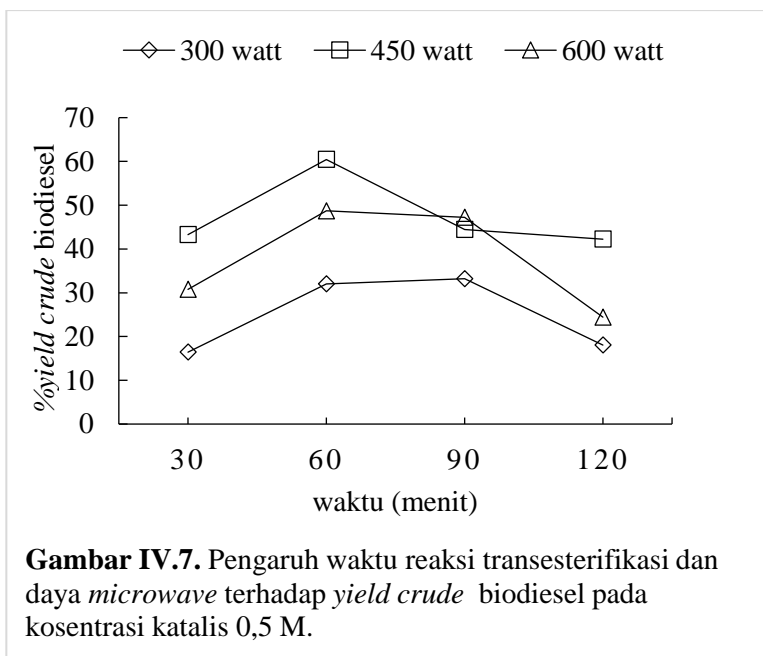 300 watt 450 watt 600 watt
70
60
50
40
30
20
10
0
%yield crude biodiesel
30 60 90 120
waktu (menit)
Gambar IV.7. Pengaruh waktu reaksi transesterifikasi dan
daya microwave terhadap yield crude biodiesel pada
kosentrasi katalis 0,5 M.